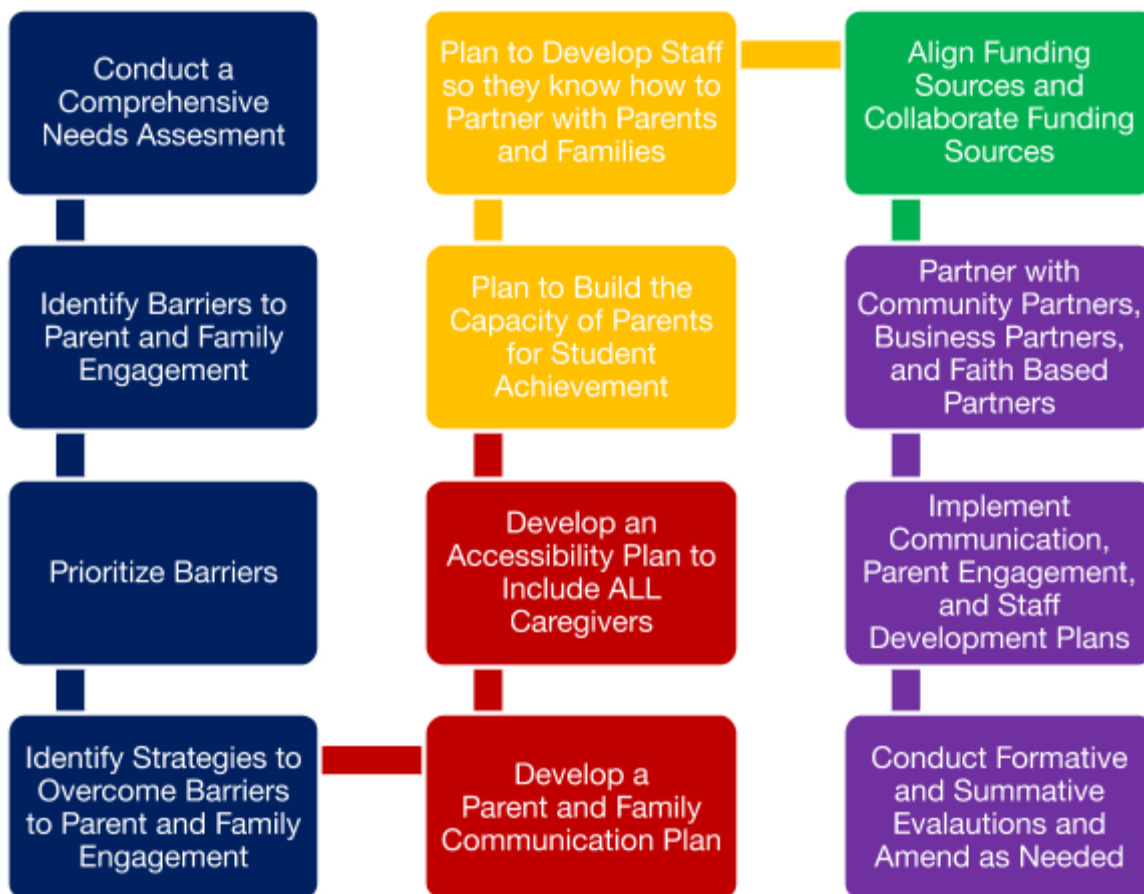 Conduct a
Comprehensive
Needs Assesment
Identify Barriers to
Parent and Family
Engagement
Prioritize Barriers
Identify Strategies to
Overcome Barriers
to Parent and Family
Engagement
Develop a
Parent and Family
Communication Plan
Develop an
Accessibility Plan to
Include ALL
Caregivers
Plan to Build the
Capacity of Parents
for Student
Achievement
Plan to Develop Staff
so they know how to
Partner with Parents
and Families
Align Funding
Sources and
Collaborate Funding
Sources
Partner with
Community Partners,
Business Partners,
and Faith Based
Partners
Implement
Communication,
Parent Engagement,
and Staff
Development Plans
Conduct Formative
and Summative
Evalautions and
Amend as Needed